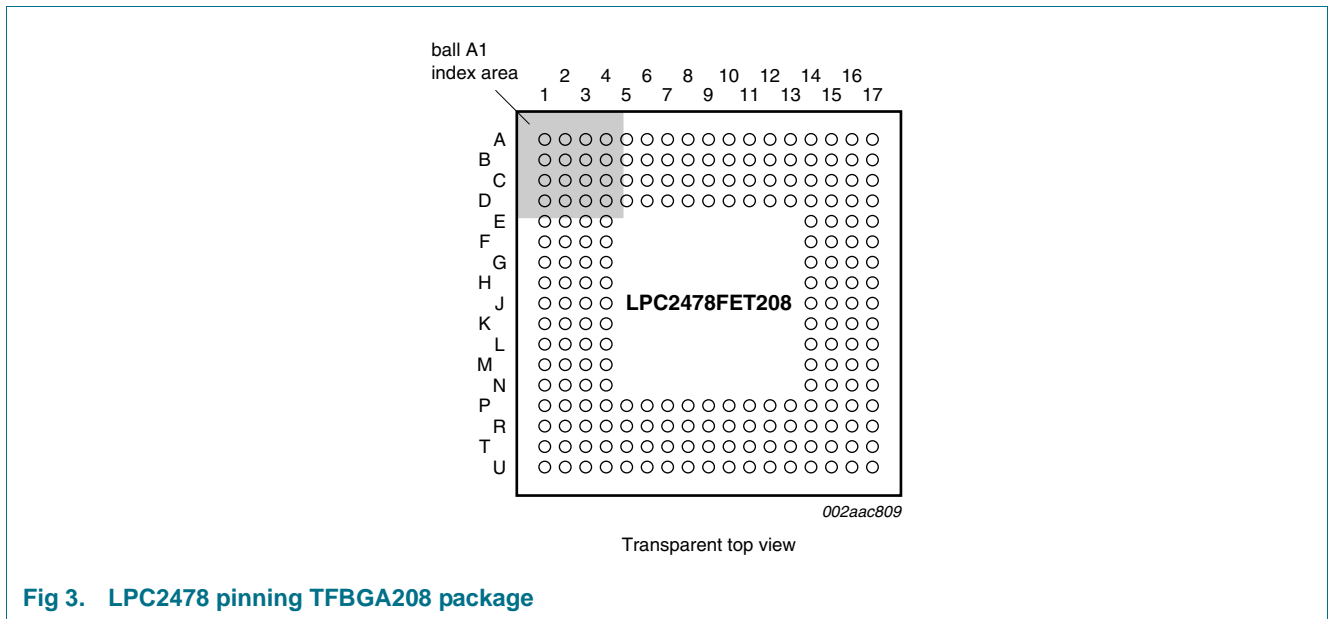 ball A1
index area
2 4 6 8 10 12 14 16
1 3 5 7 9 11 13 15 17
A
B
C
D
E
F
G
H
J
K
L
M
N
P
R
T
U
LPC2478FET208
002aac809
Transparent top view
Fig 3. LPC2478 pinning TFBGA208 package